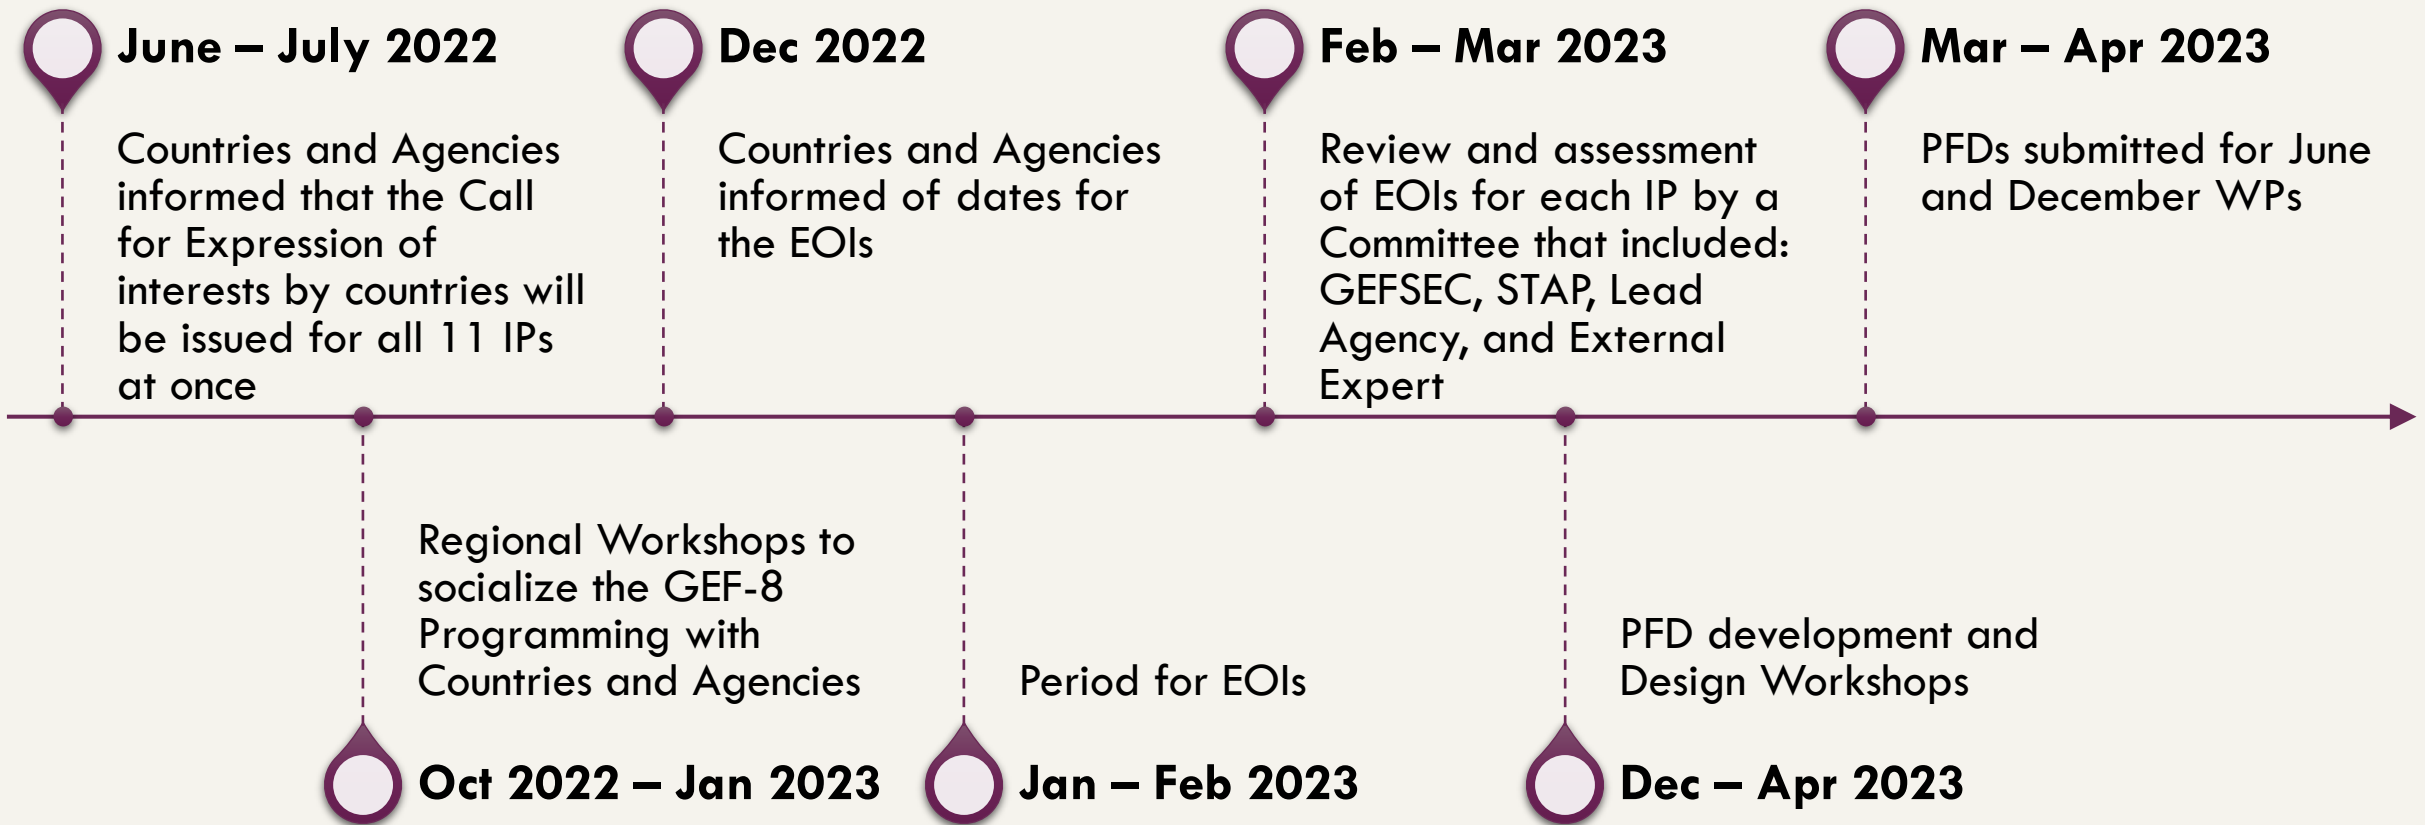 June – July 2022
Countries and Agencies
informed that the Call
for Expression of
interests by countries will
be issued for all 11 IPs
at once
Oct 2022 – Jan 2023
Regional Workshops to
socialize the GEF-8
Programming with
Countries and Agencies
Dec 2022
Countries and Agencies
informed of dates for
the EOIs
Jan – Feb 2023
Period for EOIs
Feb – Mar 2023
Review and assessment
of EOIs for each IP by a
Committee that included:
GEFSEC, STAP, Lead
Agency, and External
Expert
Dec – Apr 2023
PFD development and
Design Workshops
Mar – Apr 2023
PFDs submitted for June
and December WPs